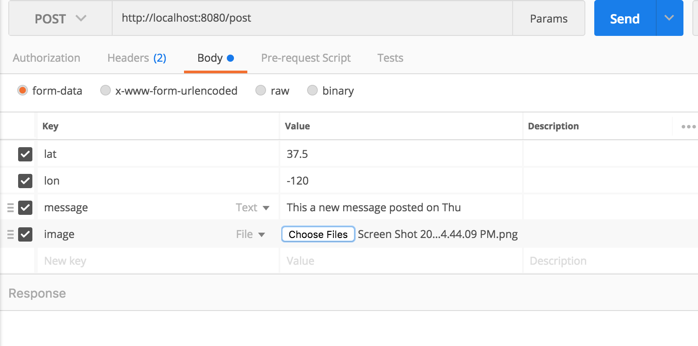 POST http://localhost:8080/post Params Send
Authorization Headers (2) Body Pre-request Script Tests
form-data x-www-form-urlencoded raw binary
Key Value Description
lat 37.5
lon -120
message Text This a new message posted on Thu
image File Choose Files Screen Shot 20...4.44.09 PM.png
New key Value Description
Response